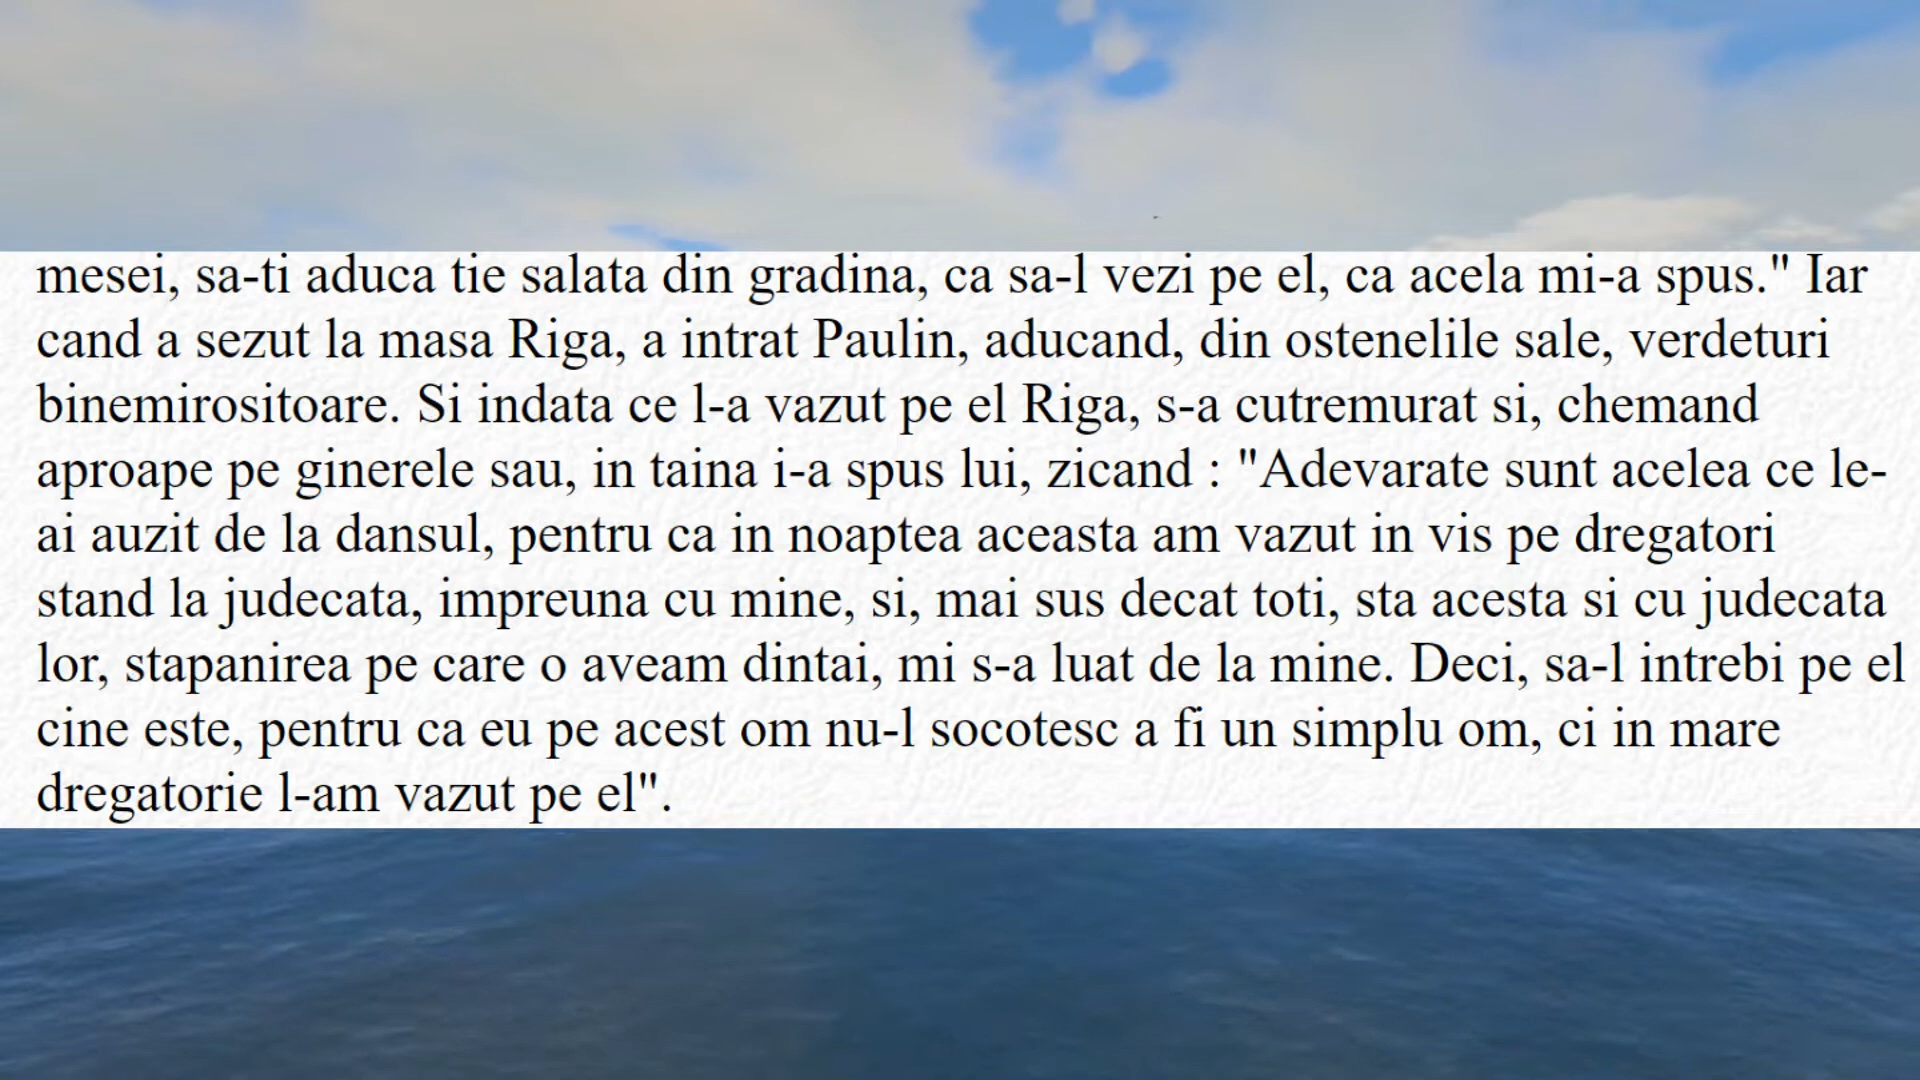 mesei, sa-ti aduca tie salata din gradina, ca sa-l vezi pe el, ca acela mi-a spus." Iar
cand a sezut la masa Riga, a intrat Paulin, aducand, din ostenelile sale, verdeturi
binemirositoare. Si indata ce l-a vazut pe el Riga, s-a cutremurat si, chemand
aproape pe ginerele sau, in taina i-a spus lui, zicand : "Adevarate sunt acelea ce le-
ai auzit de la dansul, pentru ca in noaptea aceasta am vazut in vis pe dregatori
stand la judecata, impreuna cu mine, si, mai sus decat toti, sta acesta si cu judecata
lor, stapanirea pe care o aveam dintai, mi s-a luat de la mine. Deci, sa-l intrebi pe el
cine este, pentru ca eu pe acest om nu-l socotesc a fi un simplu om, ci in mare
dregatorie l-am vazut pe el".